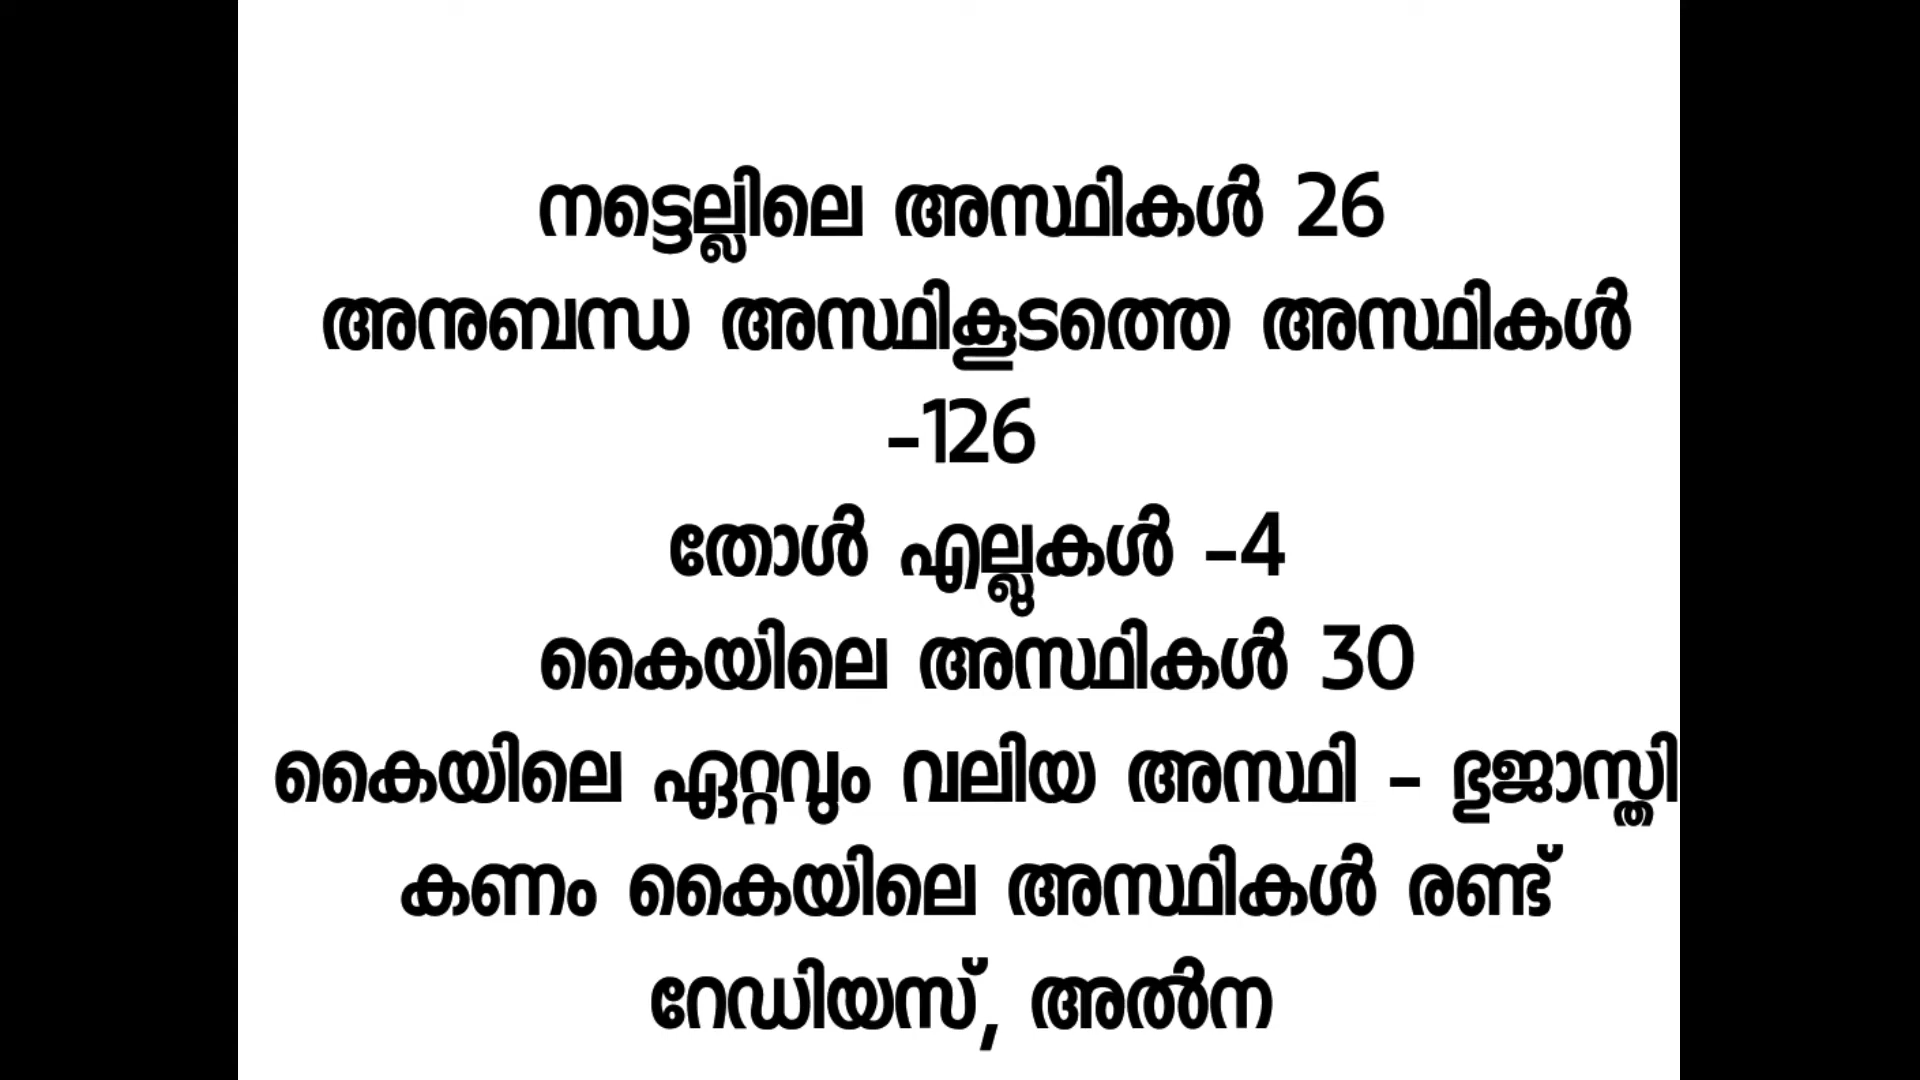 നട്ടെല്ലിലെ അസ്ഥികൾ 26
അനുബന്ധ അസ്ഥികൂടത്തെ അസ്ഥികൾ
-126
തോൾ എല്ലുകൾ -4
കൈയിലെ അസ്ഥികൾ 30
കൈയിലെ ഏറ്റവും വലിയ അസ്ഥി - ഭുജാസ്തി
കണം കൈയിലെ അസ്ഥികൾ രണ്ട്
റേഡിയസ്, അൽന